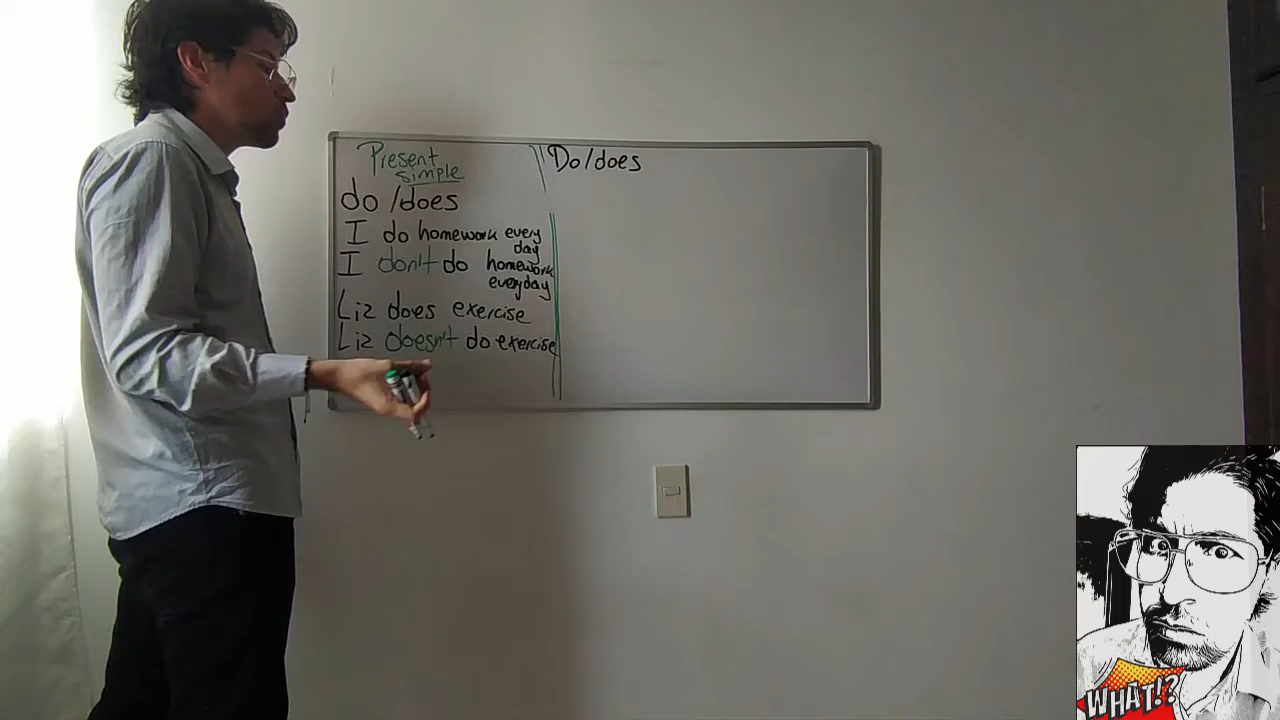 Present
simple
do /does
I do homework every
day
I don't do homework
everyday
Liz does exercise
Liz doesn't do exercise
Do/does
WHAT!?